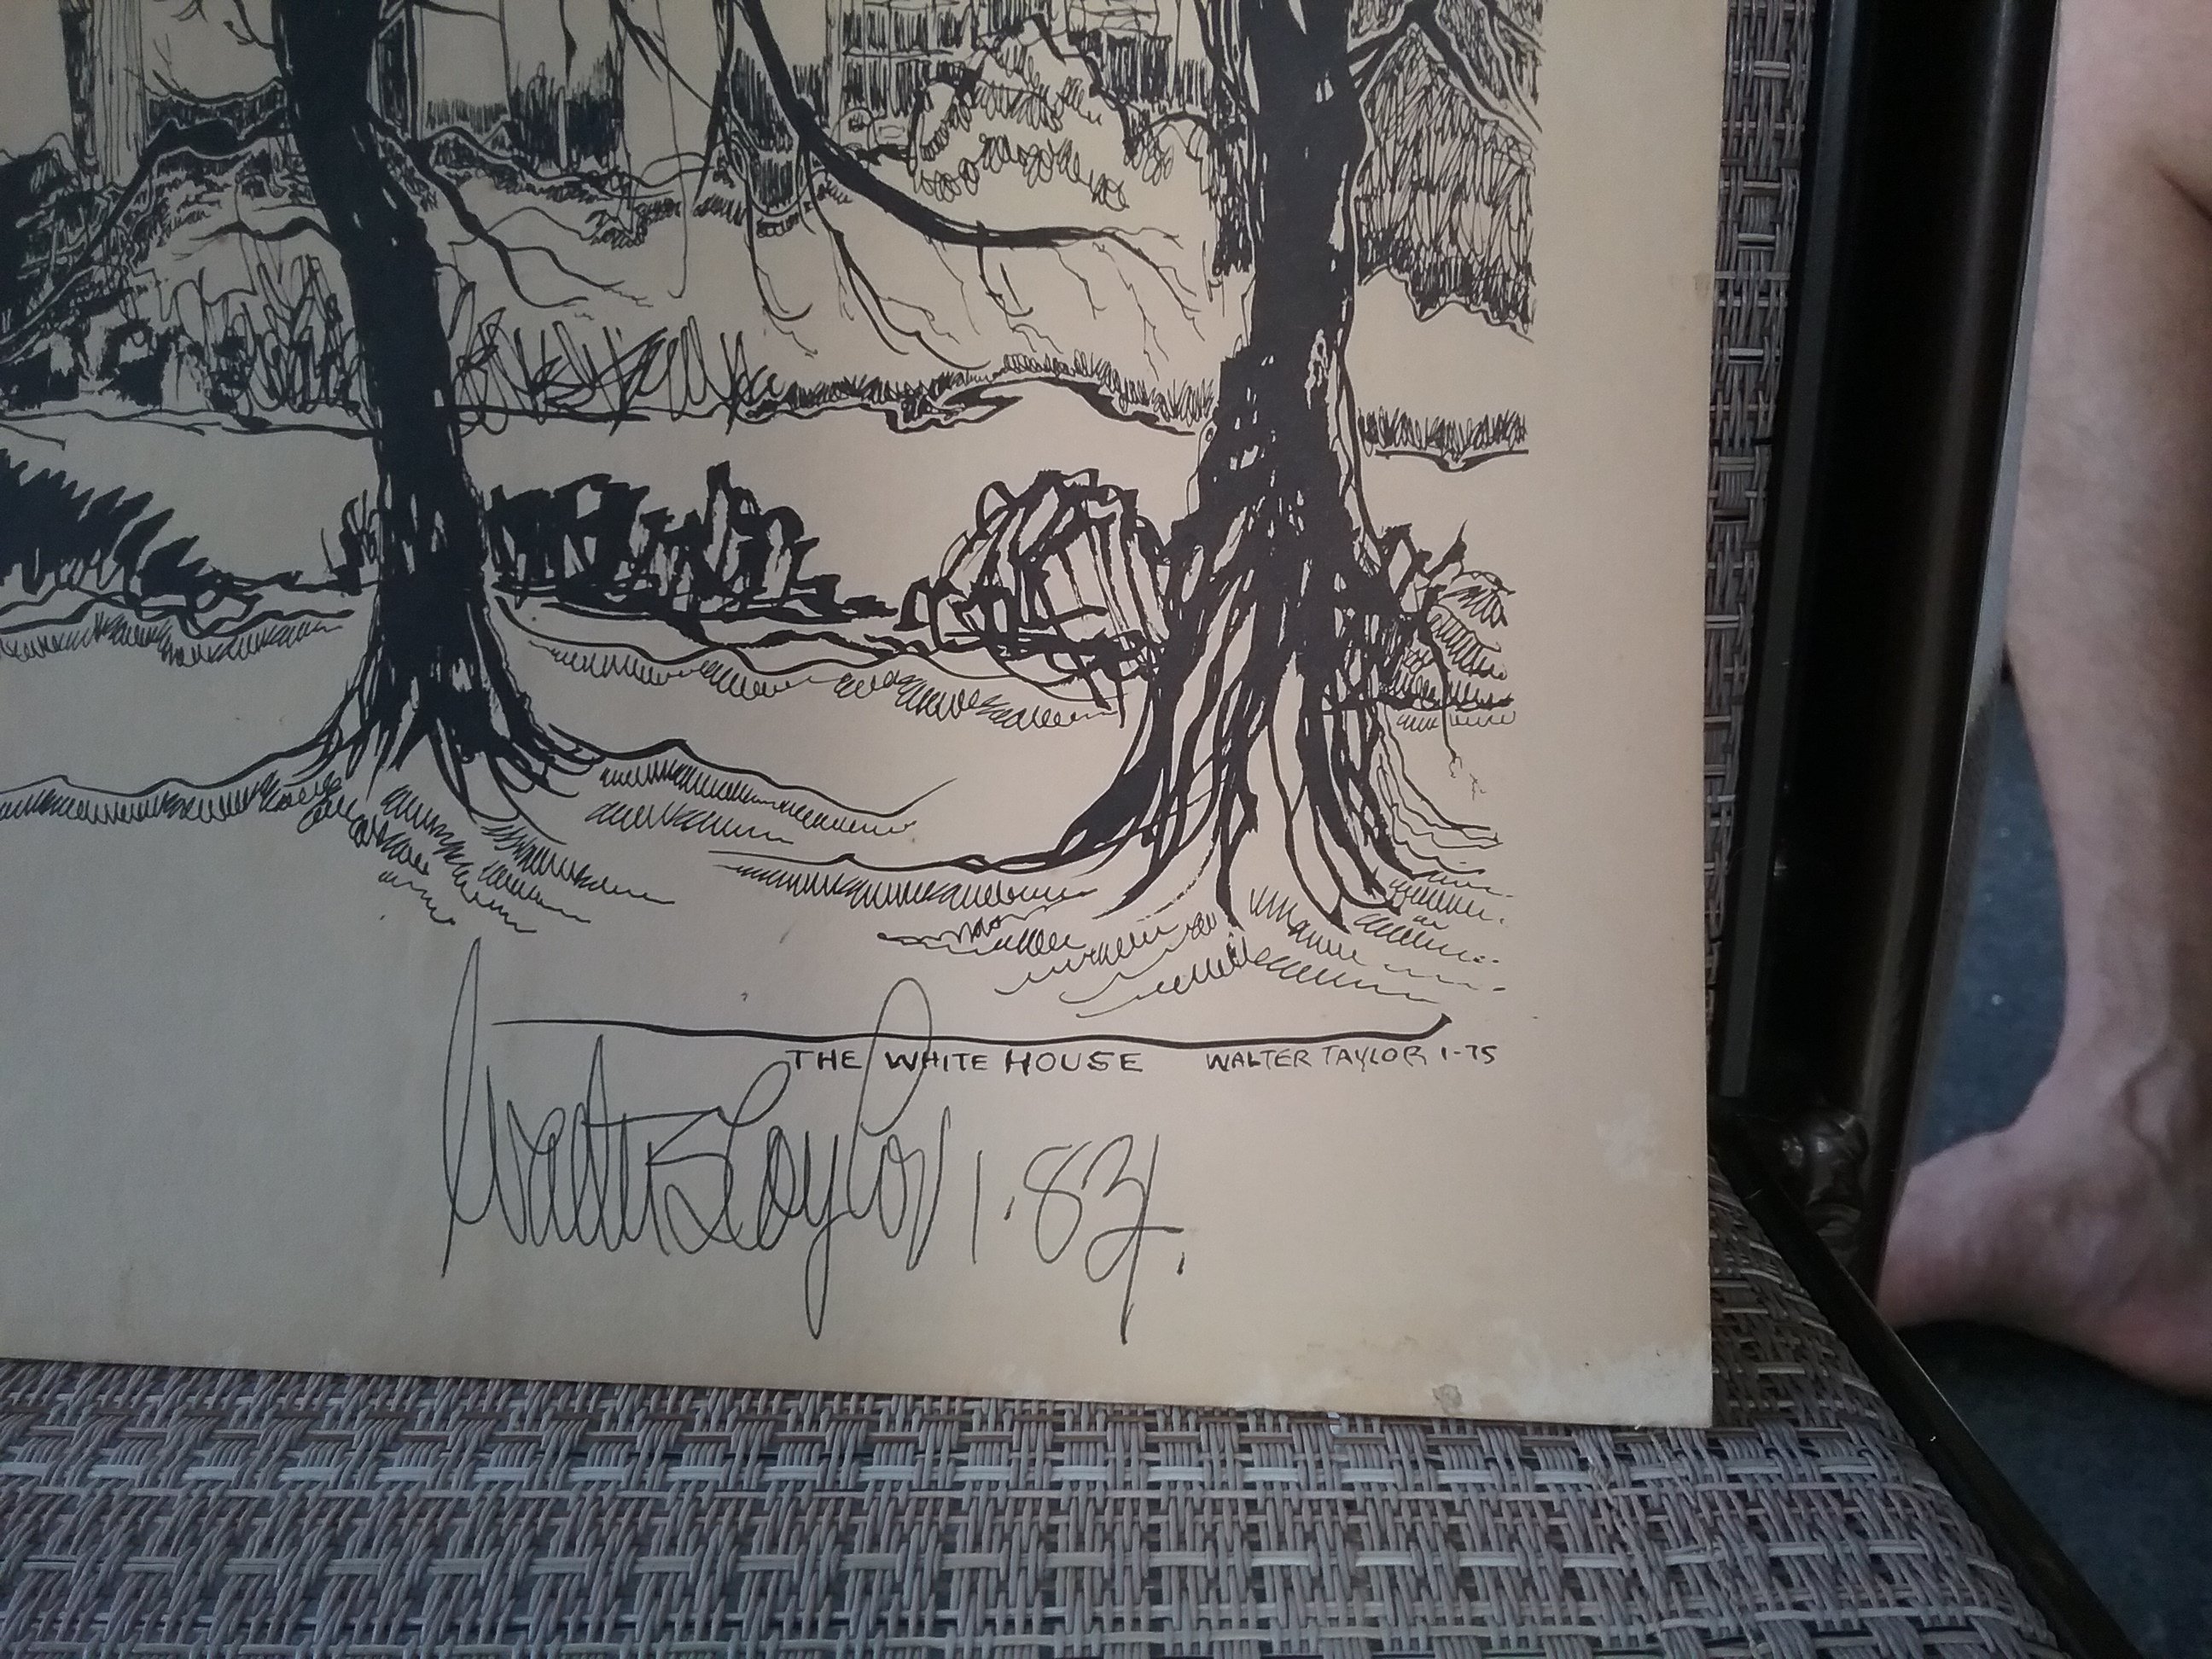 THE WHITE HOUSE WALTER TAYLOR 1-75
Walter Taylor 1.83.